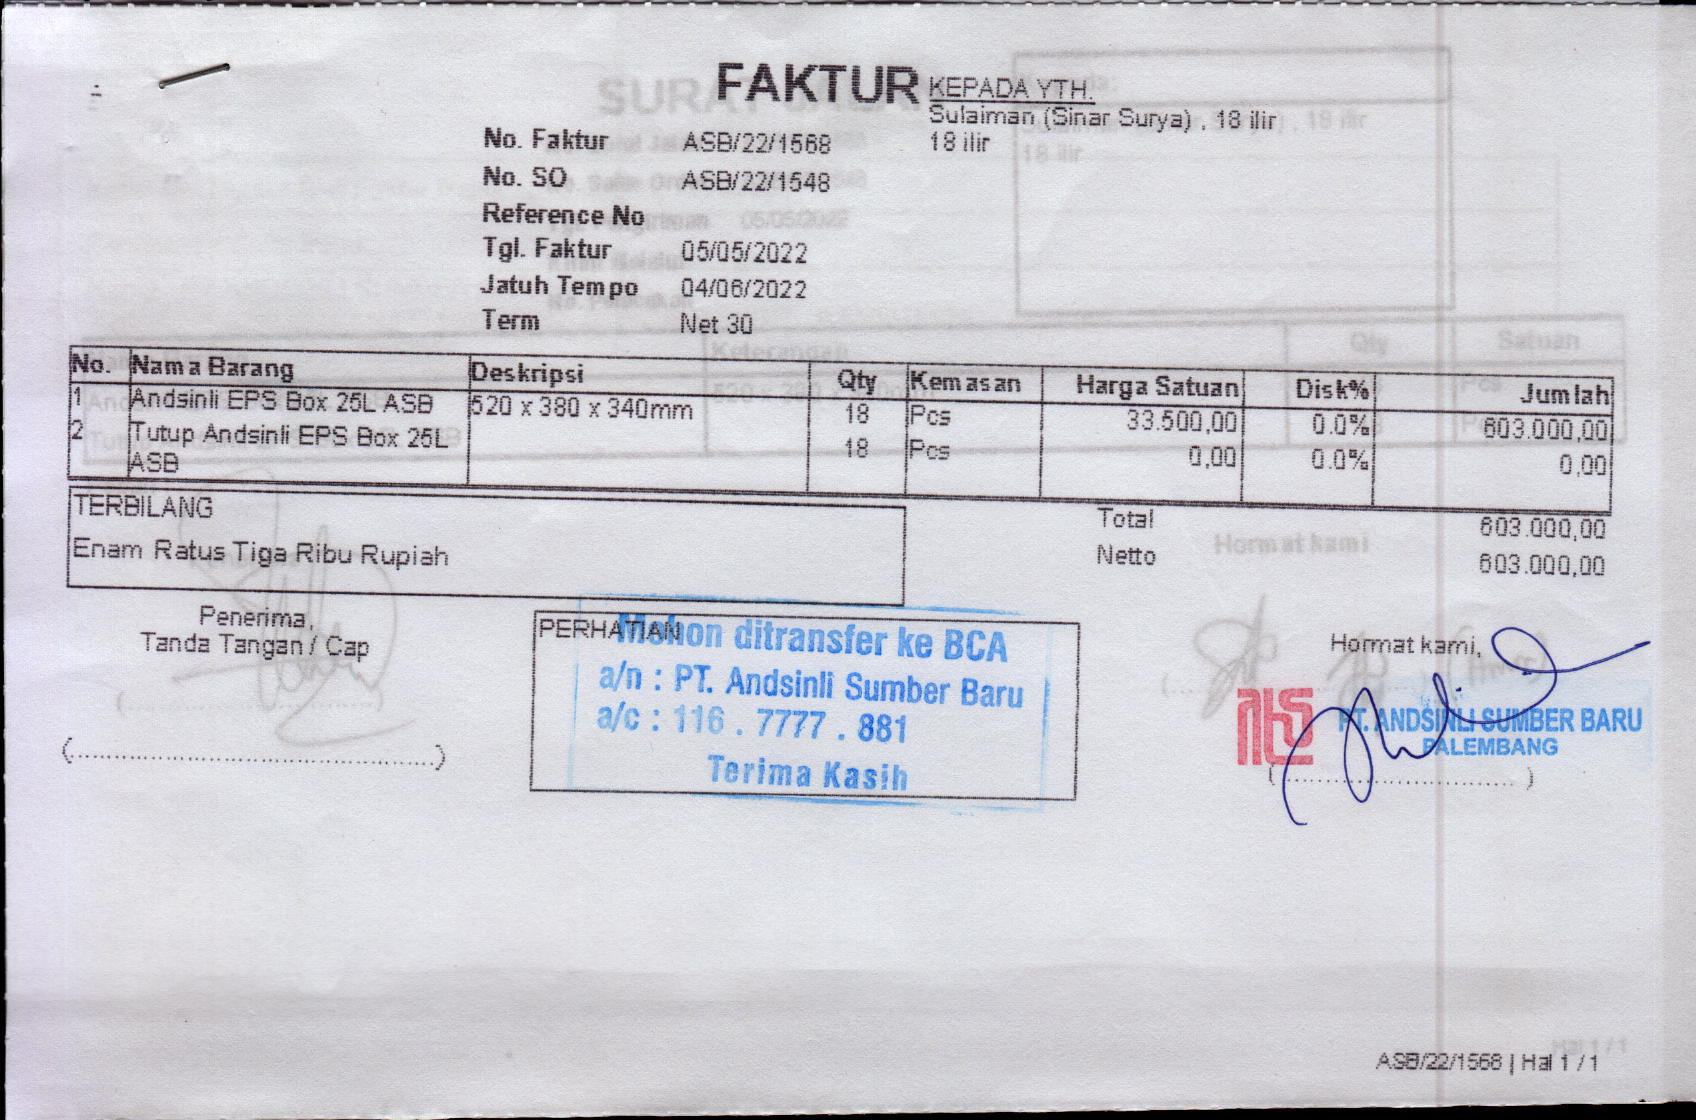 FAKTUR
KEPADA YTH.
Sulaiman (Sinar Surya) , 18 ilir
18 ilir
No. Faktur ASB/22/1568
No. SO ASB/22/1548
Reference No
Tgl. Faktur 05/05/2022
Jatuh Tempo 04/06/2022
Term Net 30
No. Nama Barang Deskripsi Qty Kemasan Harga Satuan Disk% Jumlah
1 Andsinli EPS Box 25L ASB 520 x 380 x 340mm 18 Pcs 33.500,00 0.0% 603.000,00
2 Tutup Andsinli EPS Box 25L 18 Pcs 0,00 0.0% 0,00
ASB
TERBILANG
Enam Ratus Tiga Ribu Rupiah
Total 603.000,00
Netto 603.000,00
Penerima,
Tanda Tangan / Cap
(................................................)
PERHATIAN
Mohon ditransfer ke BCA
a/n : PT. Andsinli Sumber Baru
a/c : 116 . 7777 . 881
Terima Kasih
Hormat kami,
PT. ANDSINLI SUMBER BARU
PALEMBANG
(................................)
ASB/22/1568 | Hal 1 / 1